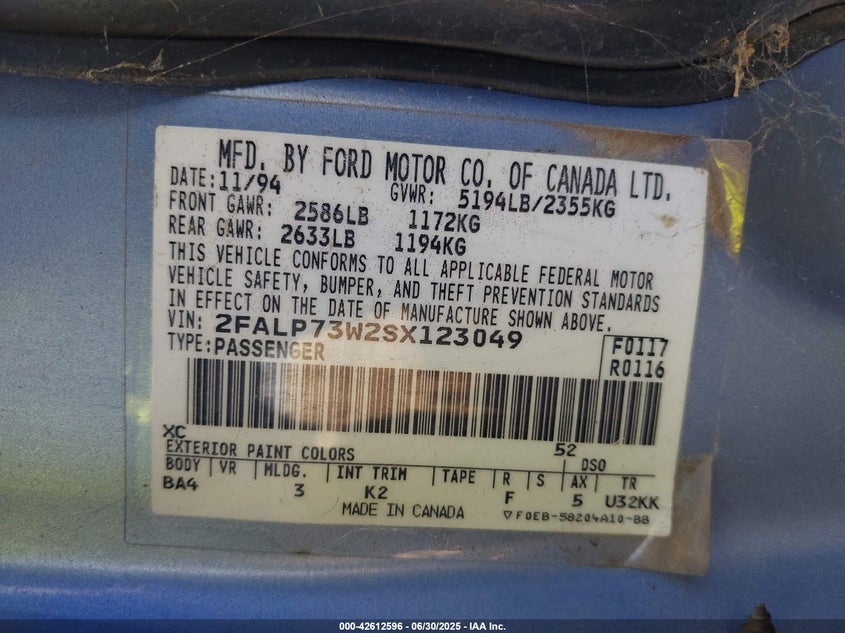 MFD. BY FORD MOTOR CO. OF CANADA LTD.
DATE:11/94 GVWR: 5194LB/2355KG
FRONT GAWR: 2586LB 1172KG
REAR GAWR: 2633LB 1194KG
THIS VEHICLE CONFORMS TO ALL APPLICABLE FEDERAL MOTOR
VEHICLE SAFETY, BUMPER, AND THEFT PREVENTION STANDARDS
IN EFFECT ON THE DATE OF MANUFACTURE SHOWN ABOVE.
VIN: 2FALP73W2SX123049 F0117
TYPE:PASSENGER R0116
XC 52
EXTERIOR PAINT COLORS DSO
BODY VR MLDG. INT TRIM TAPE R S AX TR
BA4 3 K2 F 5 U32KK
MADE IN CANADA ▽F0EB-58204A10-BB
000-42612596 - 06/30/2025 - IAA Inc.